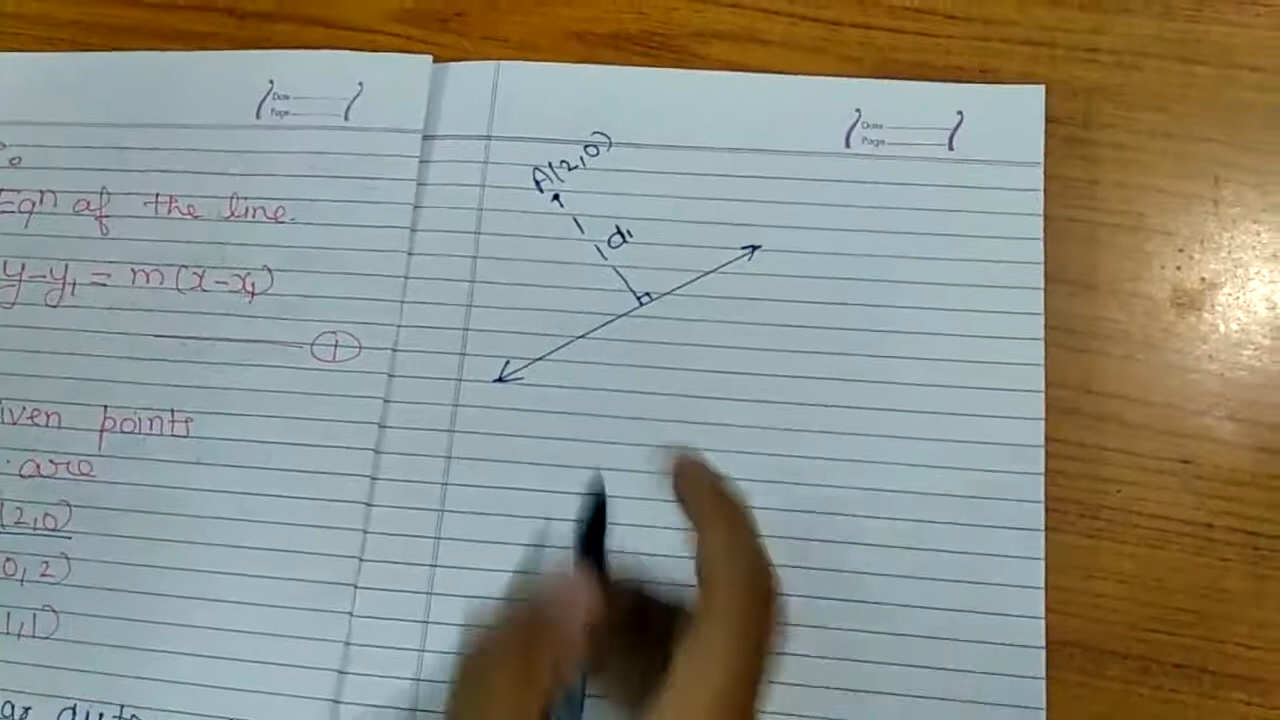 Date
Page
Eqn of the line.
y-y₁ = m(x-x₁)
1
points
are
(2,0)
0,2)
1,1)
Date
Page
A(2,0)
d₁